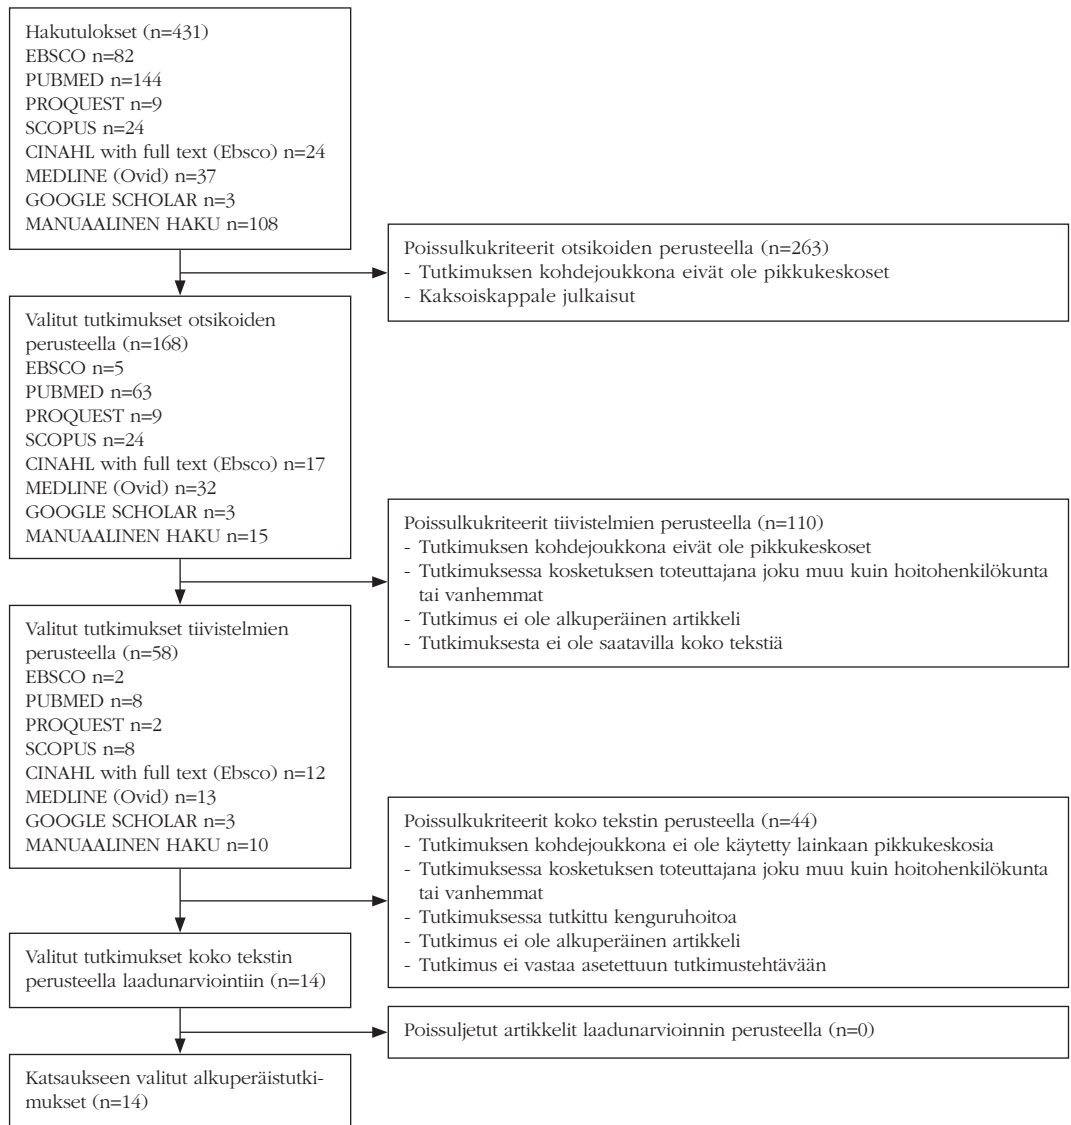 Hakutulokset (n=431)
EBSCO n=82
PUBMED n=144
PROQUEST n=9
SCOPUS n=24
CINAHL with full text (Ebsco) n=24
MEDLINE (Ovid) n=37
GOOGLE SCHOLAR n=3
MANUAALINEN HAKU n=108
Poissulkukriteerit otsikoiden perusteella (n=263)
- Tutkimuksen kohdejoukkona eivät ole pikkukeskoset
- Kaksoiskappale julkaisut
Valitut tutkimukset otsikoiden
perusteella (n=168)
EBSCO n=5
PUBMED n=63
PROQUEST n=9
SCOPUS n=24
CINAHL with full text (Ebsco) n=17
MEDLINE (Ovid) n=32
GOOGLE SCHOLAR n=3
MANUAALINEN HAKU n=15
Poissulkukriteerit tiivistelmien perusteella (n=110)
- Tutkimuksen kohdejoukkona eivät ole pikkukeskoset
- Tutkimuksessa kosketuksen toteuttajana joku muu kuin hoitohenkilökunta
tai vanhemmat
- Tutkimus ei ole alkuperäinen artikkeli
- Tutkimuksesta ei ole saatavilla koko tekstiä
Valitut tutkimukset tiivistelmien
perusteella (n=58)
EBSCO n=2
PUBMED n=8
PROQUEST n=2
SCOPUS n=8
CINAHL with full text (Ebsco) n=12
MEDLINE (Ovid) n=13
GOOGLE SCHOLAR n=3
MANUAALINEN HAKU n=10
Poissulkukriteerit koko tekstin perusteella (n=44)
- Tutkimuksen kohdejoukkona ei ole käytetty lainkaan pikkukeskosia
- Tutkimuksessa kosketuksen toteuttajana joku muu kuin hoitohenkilökunta
tai vanhemmat
- Tutkimuksessa tutkittu kenguruhoitoa
- Tutkimus ei ole alkuperäinen artikkeli
- Tutkimus ei vastaa asetettuun tutkimustehtävään
Valitut tutkimukset koko tekstin
perusteella laadunarviointiin (n=14)
Poissuljetut artikkelit laadunarvioinnin perusteella (n=0)
Katsaukseen valitut alkuperäistutki-
mukset (n=14)